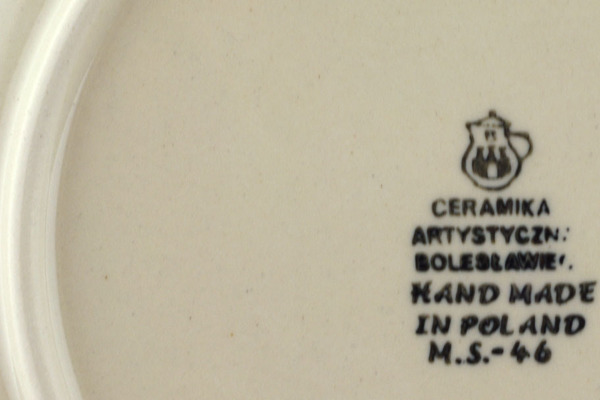 CERAMIKA
ARTYSTYCZN
BOLESŁAWIE
HAND MADE
IN POLAND
M.S.-46